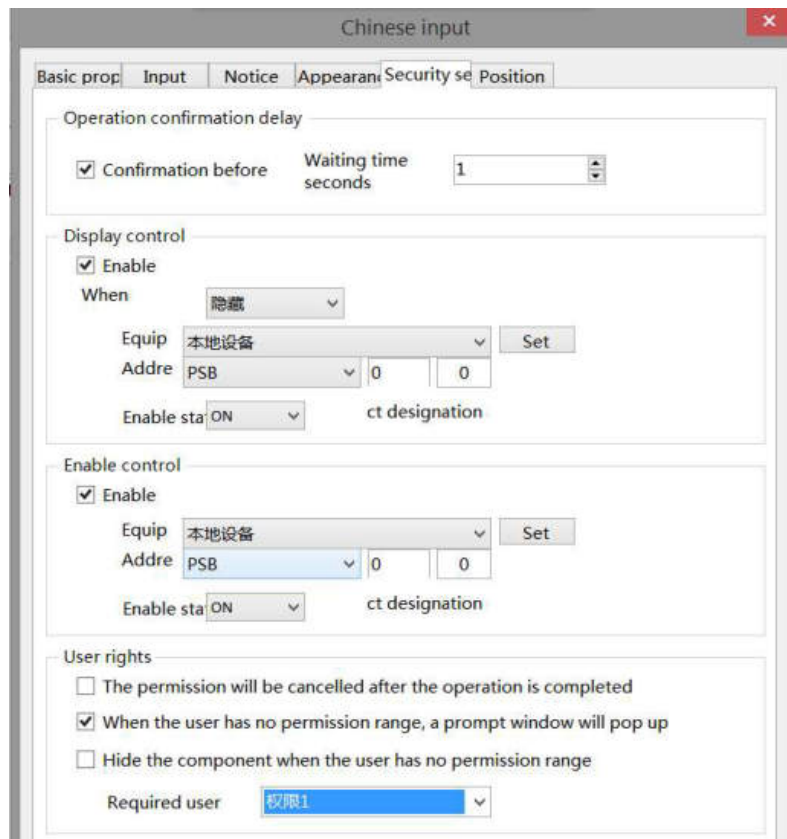 Chinese input
Basic prop Input Notice Appearanc Security se Position
Operation confirmation delay
Confirmation before Waiting time seconds 1
Display control
Enable
When 隐藏
Equip 本地设备 Set
Addre PSB 0 0
Enable sta ON ct designation
Enable control
Enable
Equip 本地设备 Set
Addre PSB 0 0
Enable sta ON ct designation
User rights
The permission will be cancelled after the operation is completed
When the user has no permission range, a prompt window will pop up
Hide the component when the user has no permission range
Required user 权限1